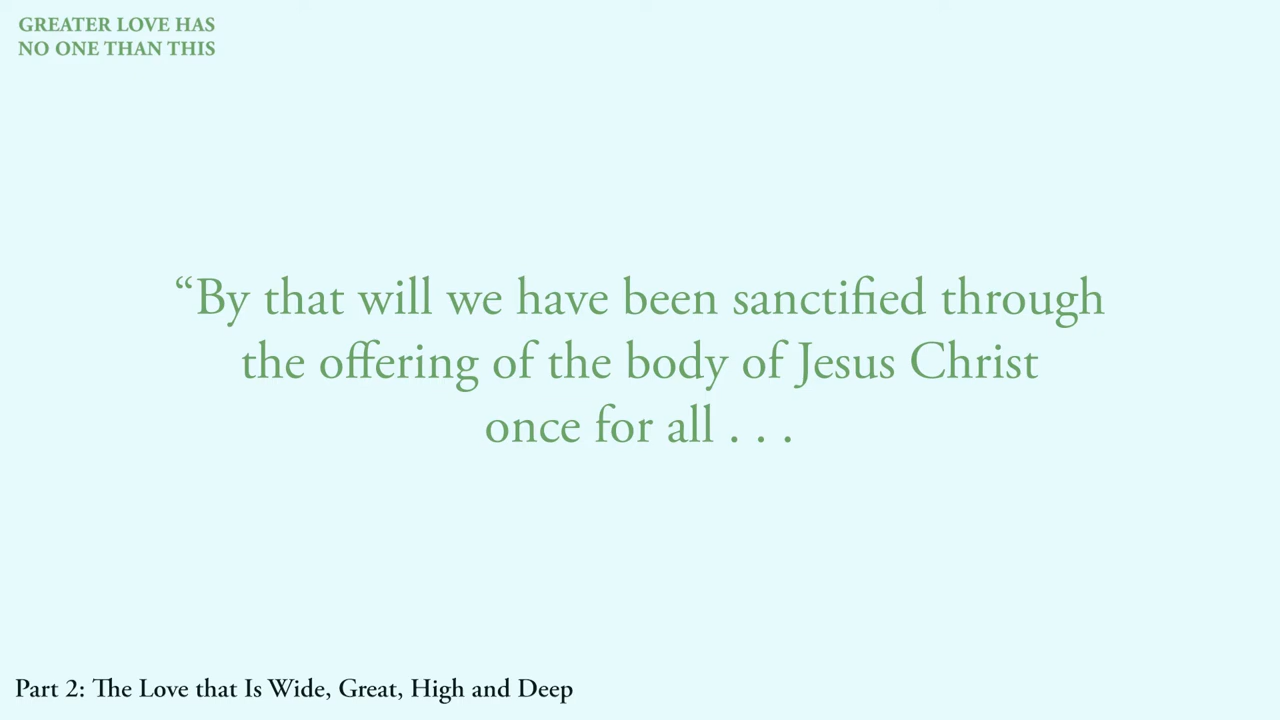 GREATER LOVE HAS
NO ONE THAN THIS
“By that will we have been sanctified through
the offering of the body of Jesus Christ
once for all . . .
Part 2: The Love that Is Wide, Great, High and Deep